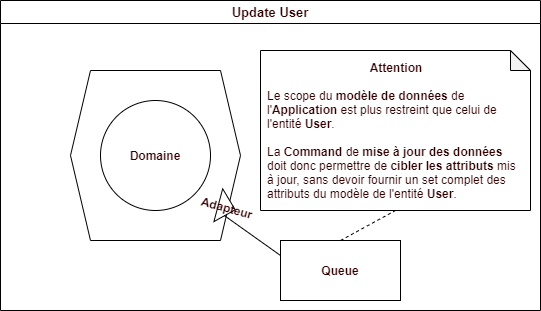 Update User
Attention
Le scope du modèle de données de
l'Application est plus restreint que celui de
l'entité User.
La Command de mise à jour des données
doit donc permettre de cibler les attributs mis
à jour, sans devoir fournir un set complet des
attributs du modèle de l'entité User.
Domaine
Adapteur
Queue